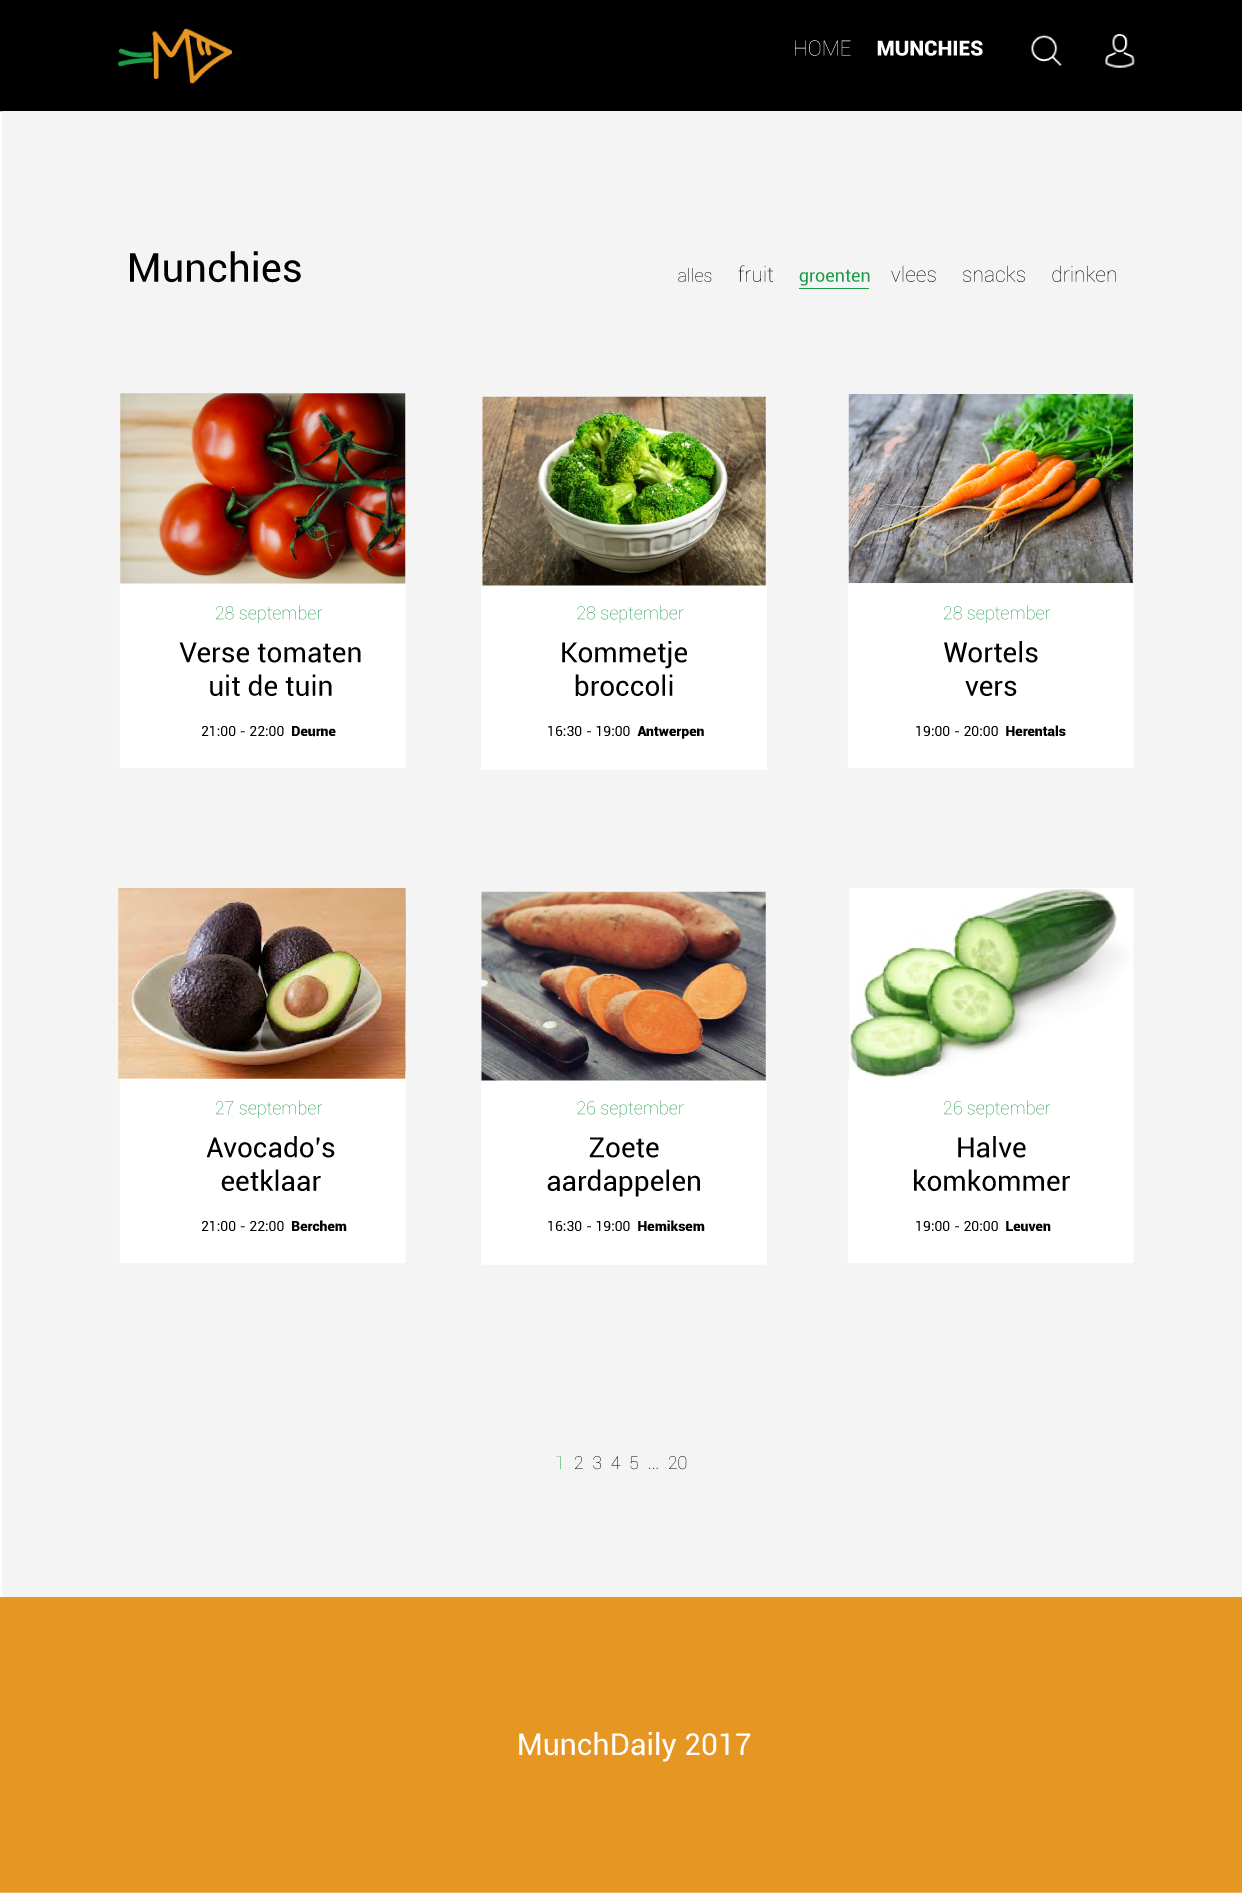 HOME MUNCHIES
Munchies
alles fruit groenten vlees snacks drinken
28 september
Verse tomaten
uit de tuin
21:00 - 22:00 Deurne
28 september
Kommetje
broccoli
16:30 - 19:00 Antwerpen
28 september
Wortels
vers
19:00 - 20:00 Herentals
27 september
Avocado's
eetklaar
21:00 - 22:00 Berchem
26 september
Zoete
aardappelen
16:30 - 19:00 Hemiksem
26 september
Halve
komkommer
19:00 - 20:00 Leuven
1 2 3 4 5 ... 20
MunchDaily 2017